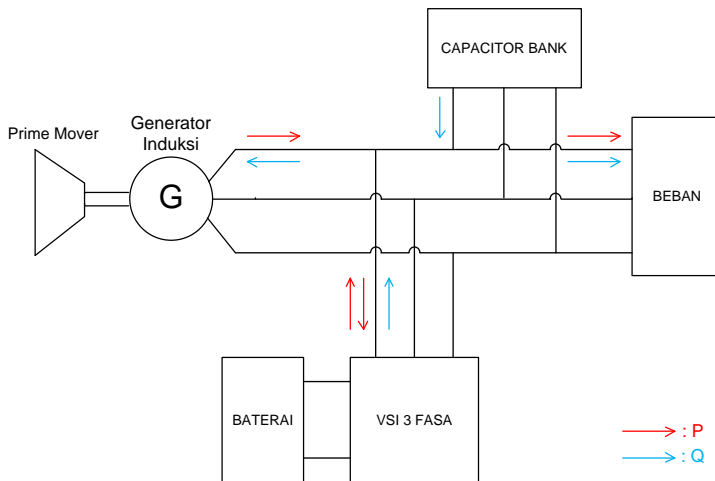 CAPACITOR BANK
Prime Mover
Generator
Induksi
G
BEBAN
BATERAI
VSI 3 FASA
: P
: Q